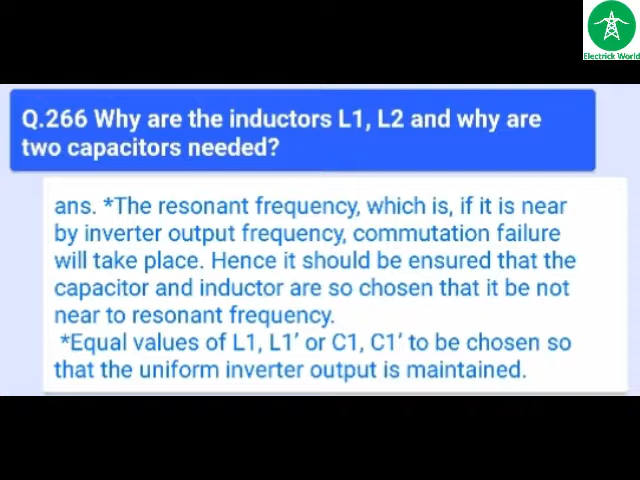 Electrick World
Q.266 Why are the inductors L1, L2 and why are
two capacitors needed?
ans. *The resonant frequency, which is, if it is near
by inverter output frequency, commutation failure
will take place. Hence it should be ensured that the
capacitor and inductor are so chosen that it be not
near to resonant frequency.
*Equal values of L1, L1′ or C1, C1′ to be chosen so
that the uniform inverter output is maintained.